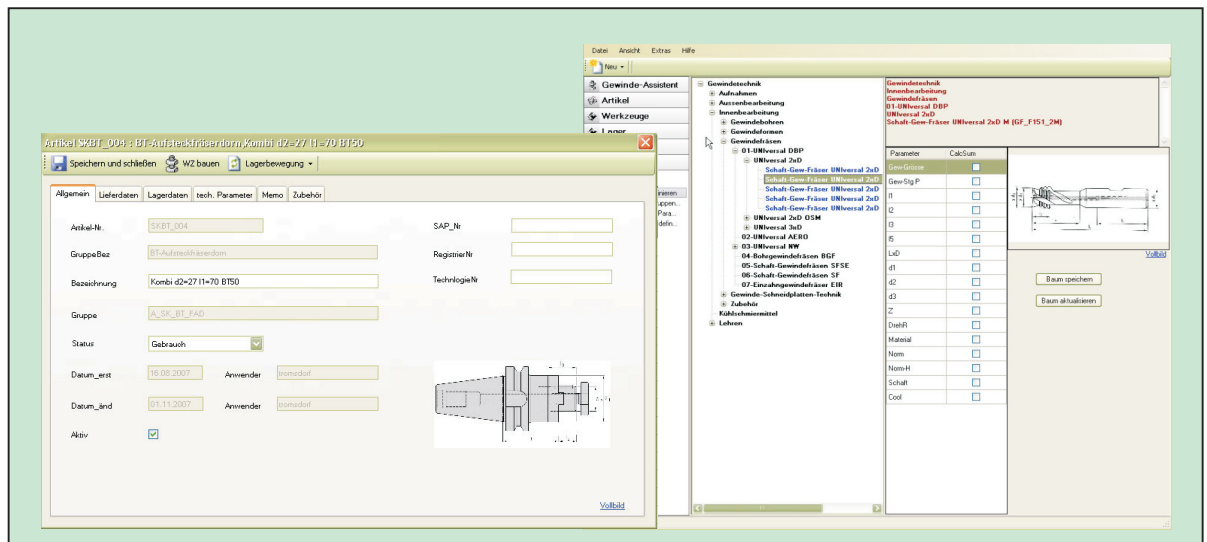 Datei Ansicht Extras Hilfe
Neu
Gewinde-Assistent
Artikel
Werkzeuge
Lager
inieren
uppen...
Para...
defin...
Gewindetechnik
Aufnahmen
Aussenbearbeitung
Innenbearbeitung
Gewindebohren
Gewindeformen
Gewindefräsen
01-UNIversal DBP
UNIversal 2xD
Schaft-Gew-Fräser UNIversal 2xD
Schaft-Gew-Fräser UNIversal 2xD
Schaft-Gew-Fräser UNIversal 2xD
Schaft-Gew-Fräser UNIversal 2xD
Schaft-Gew-Fräser UNIversal 2xD
UNIversal 2xD OSM
UNIversal 3xD
02-UNIversal AERO
03-UNIversal NW
04-Bohrgewindefräsen BGF
05-Schaft-Gewindefräsen SFSE
06-Schaft-Gewindefräsen SF
07-Einzahngewindefräser EIR
Gewinde-Schneidplatten-Technik
Zubehör
Kühlschmiermittel
Lehren
Gewindetechnik
Innenbearbeitung
Gewindefräsen
01-UNIversal DBP
UNIversal 2xD
Schaft-Gew-Fräser UNIversal 2xD M (GF_F151_2M)
Parameter CalcSum
Gew-Grösse
Gew-Stg P
l1
l2
l3
l5
LxD
d1
d2
d3
Z
DrehR
Material
Norm
Norm-H
Schaft
Cool
Vollbild
Baum speichern
Baum aktualisieren
Artikel SKBT_004 : BT-Aufsteckfräserdorn,Kombi d2=27 l1=70 BT50
Speichern und schließen WZ bauen Lagerbewegung
Allgemein Lieferdaten Lagerdaten tech. Parameter Memo Zubehör
Artikel-Nr. SKBT_004 SAP_Nr
GruppeBez BT-Aufsteckfräserdorn RegistrierNr
Bezeichnung Kombi d2=27 l1=70 BT50 TechnlogieNr
Gruppe A_SK_BT_FAD
Status Gebrauch
Datum_erst 16.08.2007 Anwender
Datum_änd 01.11.2007 Anwender
Aktiv
Vollbild